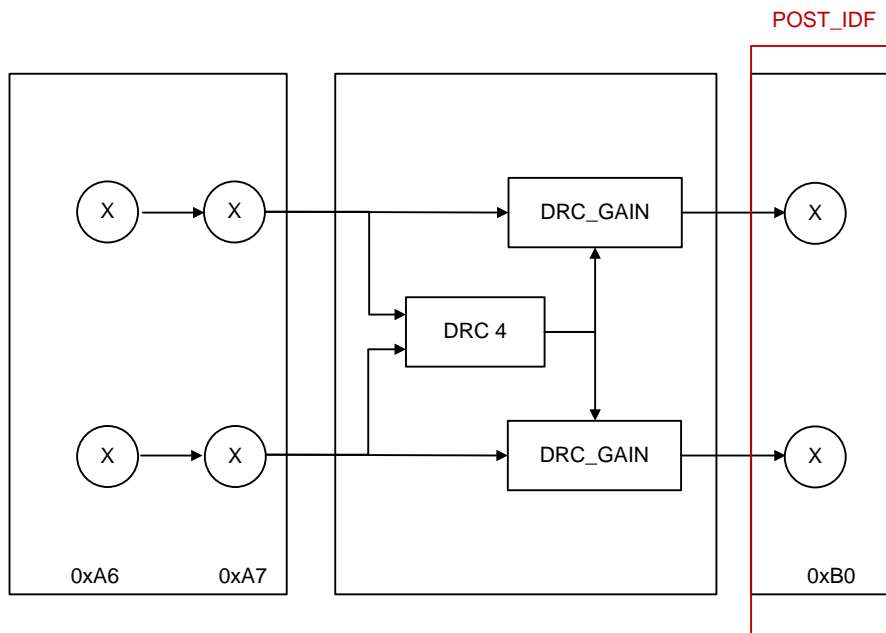 POST_IDF
X
X
DRC_GAIN
X
DRC 4
X
X
DRC_GAIN
X
0xA6
0xA7
0xB0